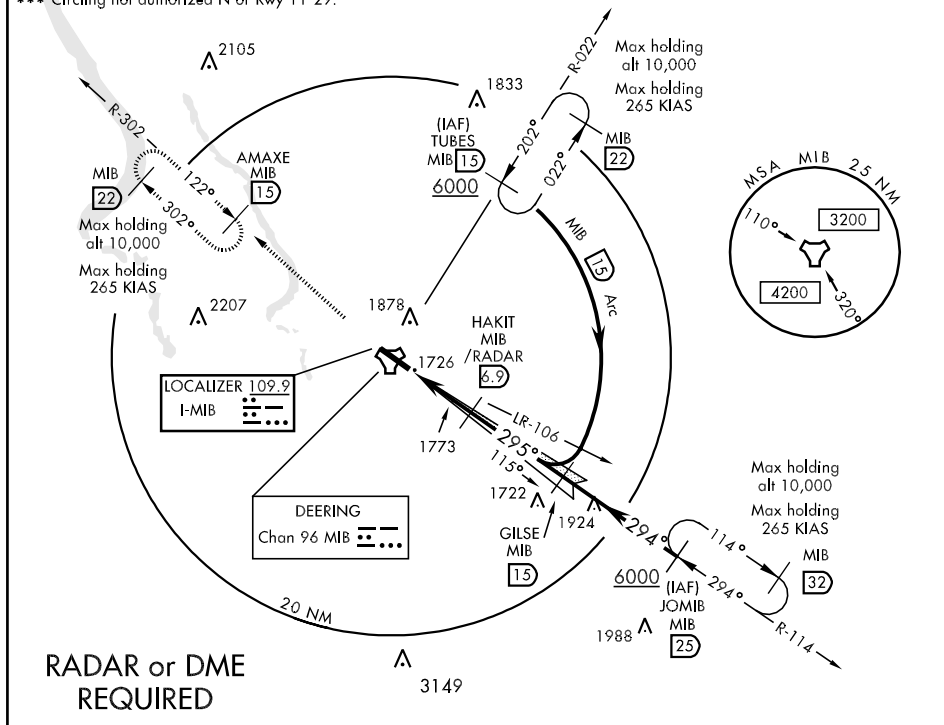 *** Circling not authorized N of Rwy 11-29.
2105
R-022
Max holding
alt 10,000
Max holding
265 KIAS
1833
(IAF)
TUBES
MIB 15
6000
202°
022°
MIB
22
R-302
AMAXE
MIB
15
MIB
22
122°
302°
Max holding
alt 10,000
Max holding
265 KIAS
MIB
15
Arc
MSA MIB 25 NM
110°
3200
4200
320°
2207
1878
HAKIT
MIB
/RADAR
6.9
1726
LOCALIZER 109.9
I-MIB
1773
LR-106
295°
115°
1722
1924
GILSE
MIB
15
DEERING
Chan 96 MIB
Max holding
alt 10,000
Max holding
265 KIAS
294°
114°
294°
MIB
32
6000
(IAF)
JOMIB
MIB
25
R-114
1988
20 NM
3149
RADAR or DME
REQUIRED